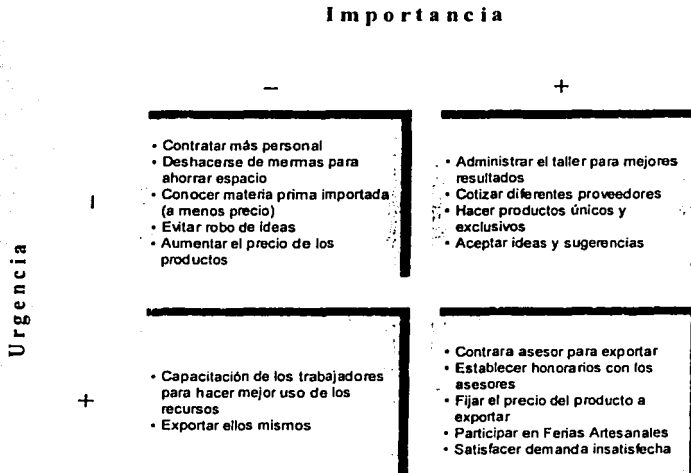 Importancia
− +
Urgencia
−
• Contratar más personal
• Deshacerse de mermas para
ahorrar espacio
• Conocer materia prima importada
(a menos precio)
• Evitar robo de ideas
• Aumentar el precio de los
productos
• Administrar el taller para mejores
resultados
• Cotizar diferentes proveedores
• Hacer productos únicos y
exclusivos
• Aceptar ideas y sugerencias
+
• Capacitación de los trabajadores
para hacer mejor uso de los
recursos
• Exportar ellos mismos
• Contrara asesor para exportar
• Establecer honorarios con los
asesores
• Fijar el precio del producto a
exportar
• Participar en Ferias Artesanales
• Satisfacer demanda insatisfecha